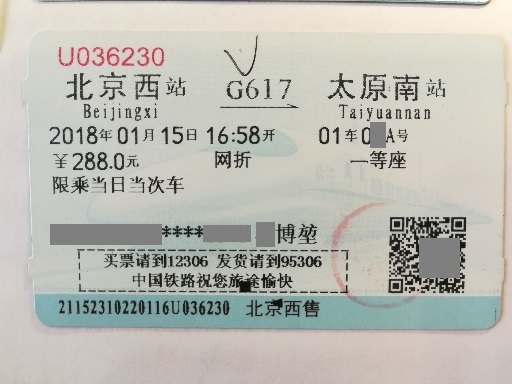 U036230
北京西站 G617 太原南站
Beijingxi Taiyuannan
2018年01月15日 16:58开 01车0 A号
￥288.0元 网折 一等座
限乘当日当次车
**** 博堃
买票请到12306 发货请到95306
中国铁路祝您旅途愉快
21152310220116U036230 北京西售